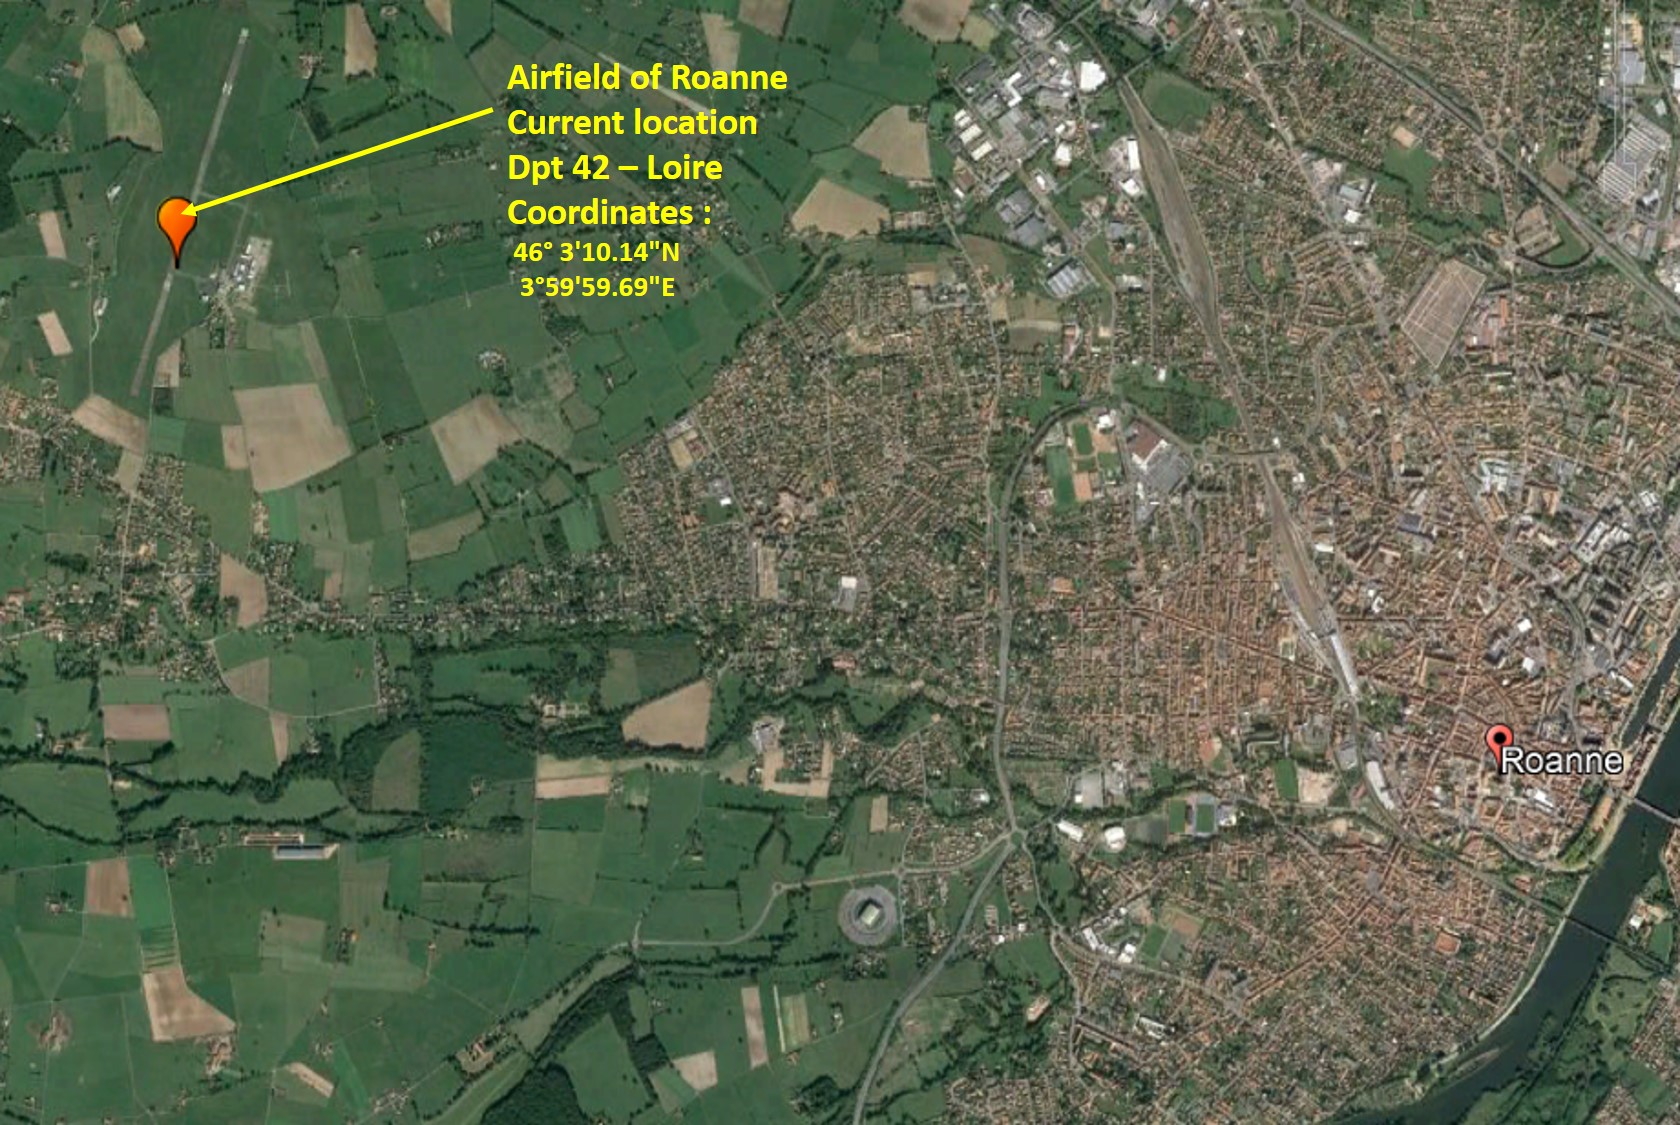 Airfield of Roanne
Current location
Dpt 42 – Loire
Coordinates :
46° 3'10.14"N
3°59'59.69"E
Roanne